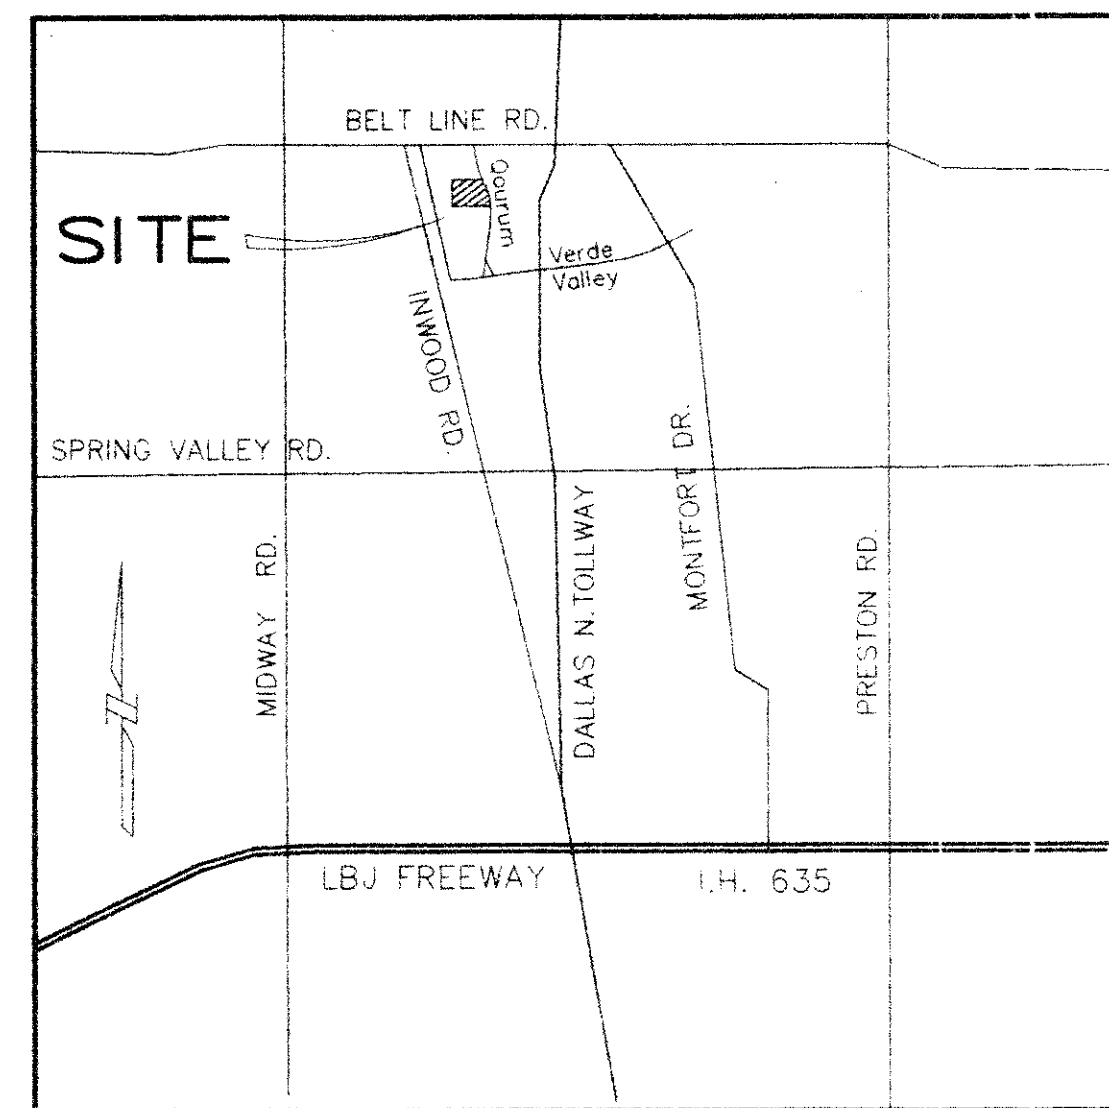 BELT LINE RD.
Qourum
SITE
Verde
Valley
INWOOD RD.
SPRING VALLEY RD.
MONTFORT DR.
MIDWAY RD.
DALLAS N. TOLLWAY
PRESTON RD.
LBJ FREEWAY
I.H. 635